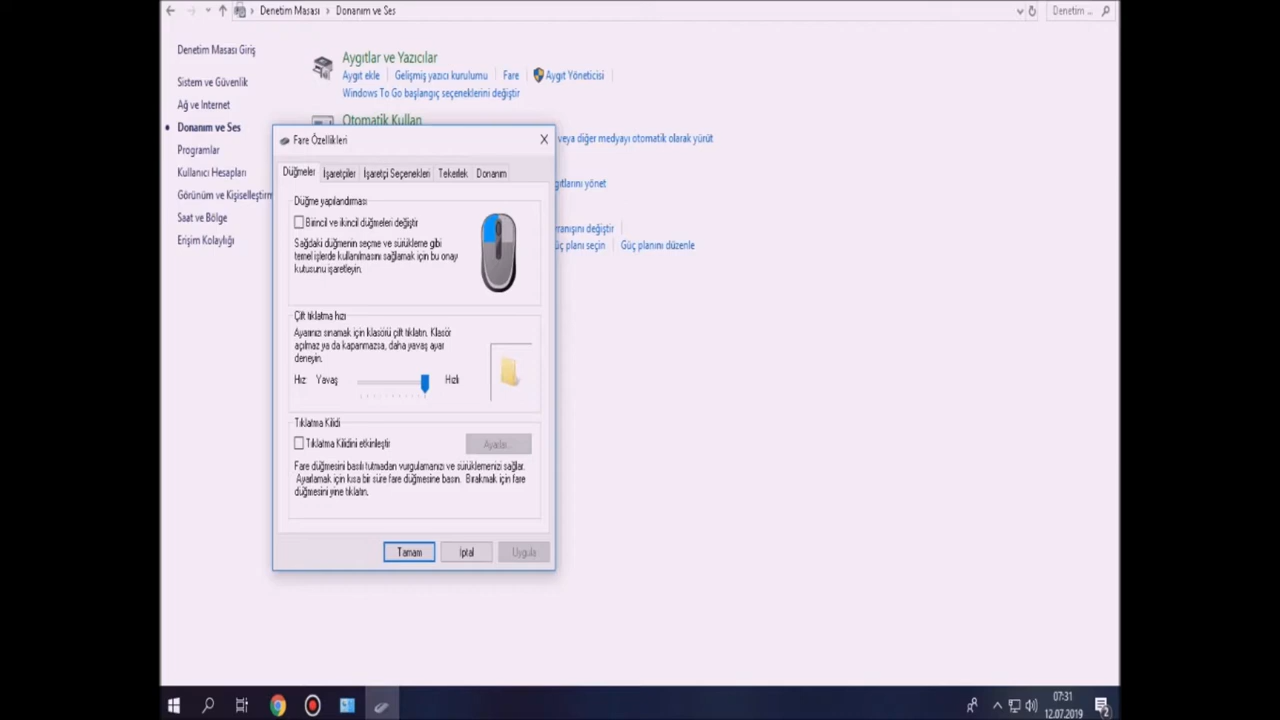 Denetim Masası > Donanım ve Ses
Denetim ...
Denetim Masası Giriş
Sistem ve Güvenlik
Ağ ve Internet
Donanım ve Ses
Programlar
Kullanıcı Hesapları
Görünüm ve Kişiselleştirm
Saat ve Bölge
Erişim Kolaylığı
Aygıtlar ve Yazıcılar
Aygıt ekle Gelişmiş yazıcı kurulumu Fare Aygıt Yöneticisi
Windows To Go başlangıç seçeneklerini değiştir
Otomatik Kullan
veya diğer medyayı otomatik olarak yürüt
ygıtlarını yönet
vranışını değiştir
üç planı seçin Güç planını düzenle
Fare Özellikleri
Düğmeler İşaretçiler İşaretçi Seçenekleri Tekerlek Donanım
Düğme yapılandırması
Birincil ve ikincil düğmeleri değiştir
Sağdaki düğmenin seçme ve sürükleme gibi
temel işlerde kullanılmasını sağlamak için bu onay
kutusunu işaretleyin.
Çift tıklatma hızı
Ayarınızı sınamak için klasörü çift tıklatın. Klasör
açılmaz ya da kapanmazsa, daha yavaş ayar
deneyin.
Hız Yavaş Hızlı
Tıklatma Kilidi
Tıklatma Kilidini etkinleştir
Ayarlar...
Fare düğmesini basılı tutmadan vurgulamanızı ve sürüklemenizi sağlar.
Ayarlamak için kısa bir süre fare düğmesine basın. Bırakmak için fare
düğmesini yine tıklatın.
Tamam İptal Uygula
07:31
12.07.2019
2